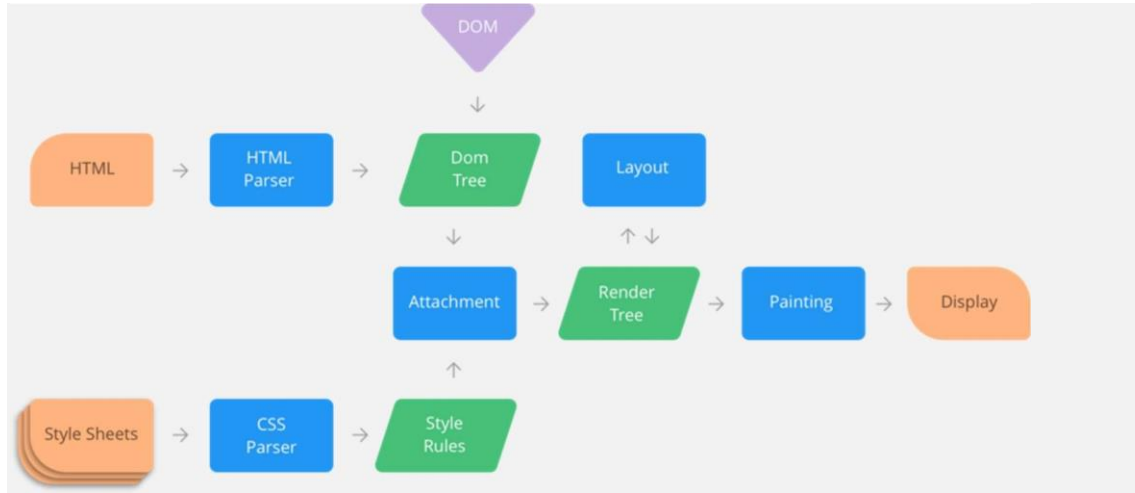 DOM
HTML
HTML
Parser
Dom
Tree
Layout
Attachment
Render
Tree
Painting
Display
Style Sheets
CSS
Parser
Style
Rules